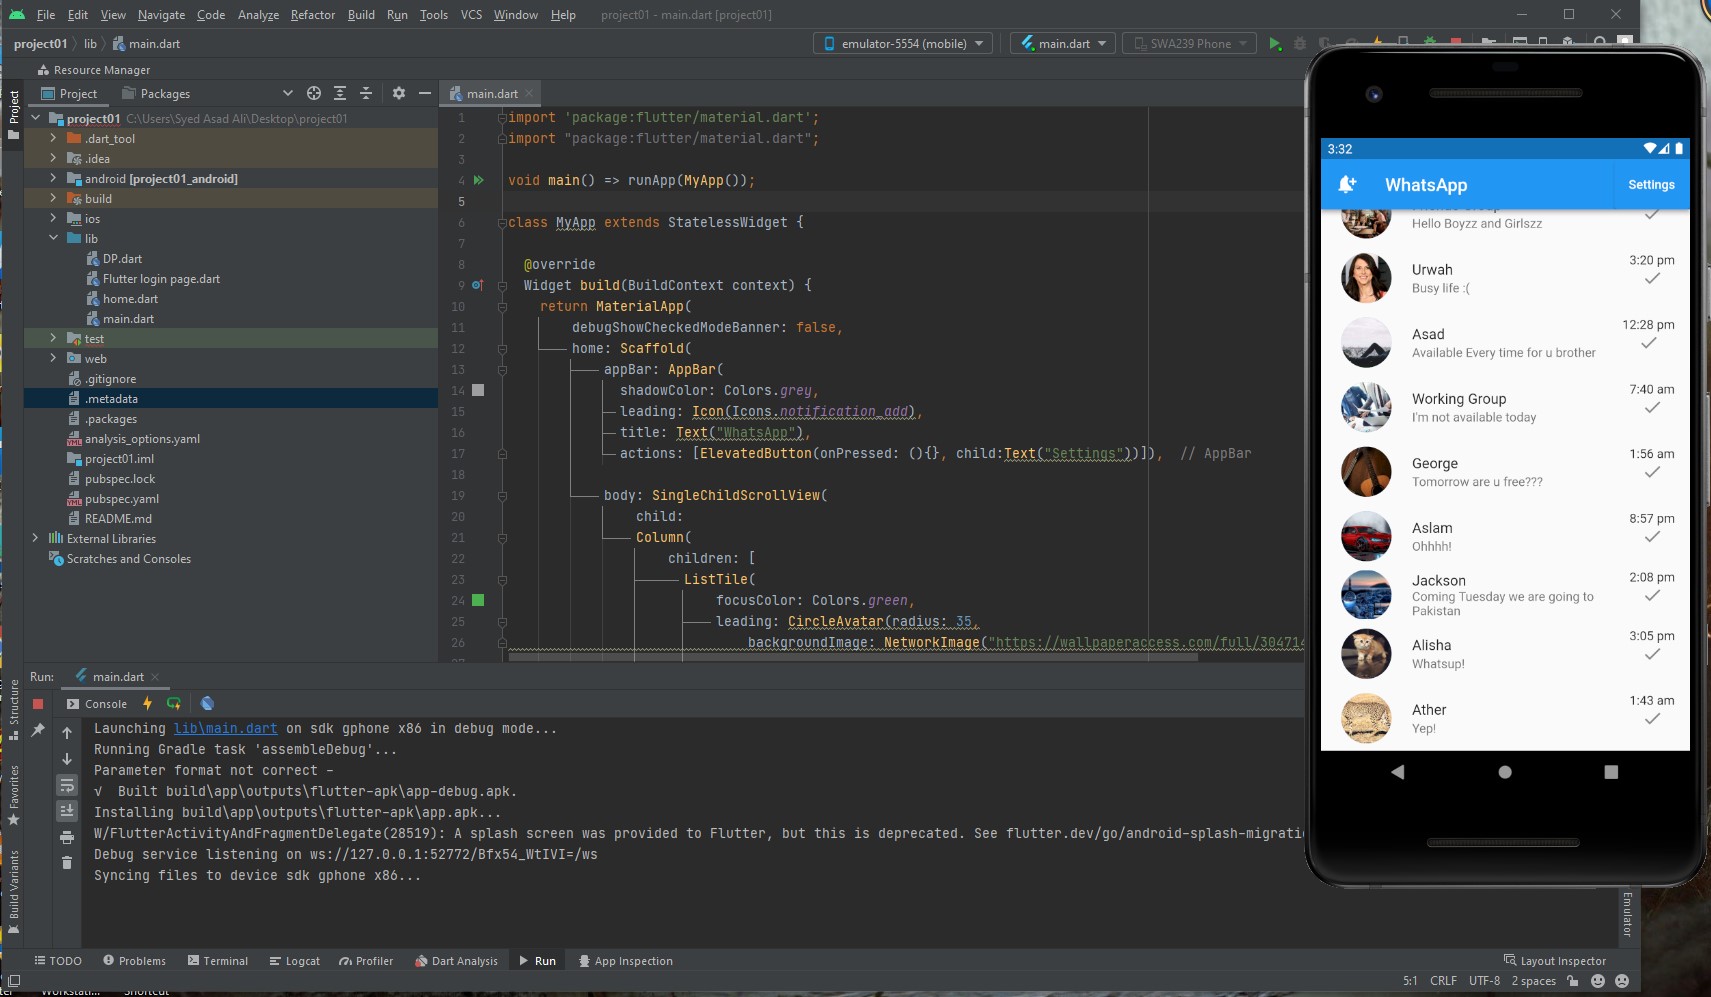 File Edit View Navigate Code Analyze Refactor Build Run Tools VCS Window Help project01 - main.dart [project01]
project01 lib main.dart emulator-5554 (mobile) main.dart SWA239 Phone
Resource Manager
Project Packages main.dart
Project
project01 C:\Users\Syed Asad Ali\Desktop\project01
.dart_tool
.idea
android [project01_android]
build
ios
lib
DP.dart
Flutter login page.dart
home.dart
main.dart
test
web
.gitignore
.metadata
.packages
analysis_options.yaml
project01.iml
pubspec.lock
pubspec.yaml
README.md
External Libraries
Scratches and Consoles
1 import 'package:flutter/material.dart';
2 import "package:flutter/material.dart";
3
4 void main() => runApp(MyApp());
5
6 class MyApp extends StatelessWidget {
7
8 @override
9 Widget build(BuildContext context) {
10 return MaterialApp(
11 debugShowCheckedModeBanner: false,
12 home: Scaffold(
13 appBar: AppBar(
14 shadowColor: Colors.grey,
15 leading: Icon(Icons.notification_add),
16 title: Text("WhatsApp"),
17 actions: [ElevatedButton(onPressed: (){}, child:Text("Settings"))]), // AppBar
18
19 body: SingleChildScrollView(
20 child:
21 Column(
22 children: [
23 ListTile(
24 focusColor: Colors.green,
25 leading: CircleAvatar(radius: 35,
26 backgroundImage: NetworkImage("https://wallpaperaccess.com/full/304714
3:32
WhatsApp Settings
Hello Boyzz and Girlszz
Urwah 3:20 pm
Busy life :(
Asad 12:28 pm
Available Every time for u brother
Working Group 7:40 am
I'm not available today
George 1:56 am
Tomorrow are u free???
Aslam 8:57 pm
Ohhhh!
Jackson 2:08 pm
Coming Tuesday we are going to
Pakistan
Alisha 3:05 pm
Whatsup!
Ather 1:43 am
Yep!
Run: main.dart
Console
Structure
Favorites
Build Variants
Launching lib\main.dart on sdk gphone x86 in debug mode...
Running Gradle task 'assembleDebug'...
Parameter format not correct -
√ Built build\app\outputs\flutter-apk\app-debug.apk.
Installing build\app\outputs\flutter-apk\app.apk...
W/FlutterActivityAndFragmentDelegate(28519): A splash screen was provided to Flutter, but this is deprecated. See flutter.dev/go/android-splash-migratio
Debug service listening on ws://127.0.0.1:52772/Bfx54_WtIVI=/ws
Syncing files to device sdk gphone x86...
Emulator
TODO Problems Terminal Logcat Profiler Dart Analysis Run App Inspection Layout Inspector
5:1 CRLF UTF-8 2 spaces